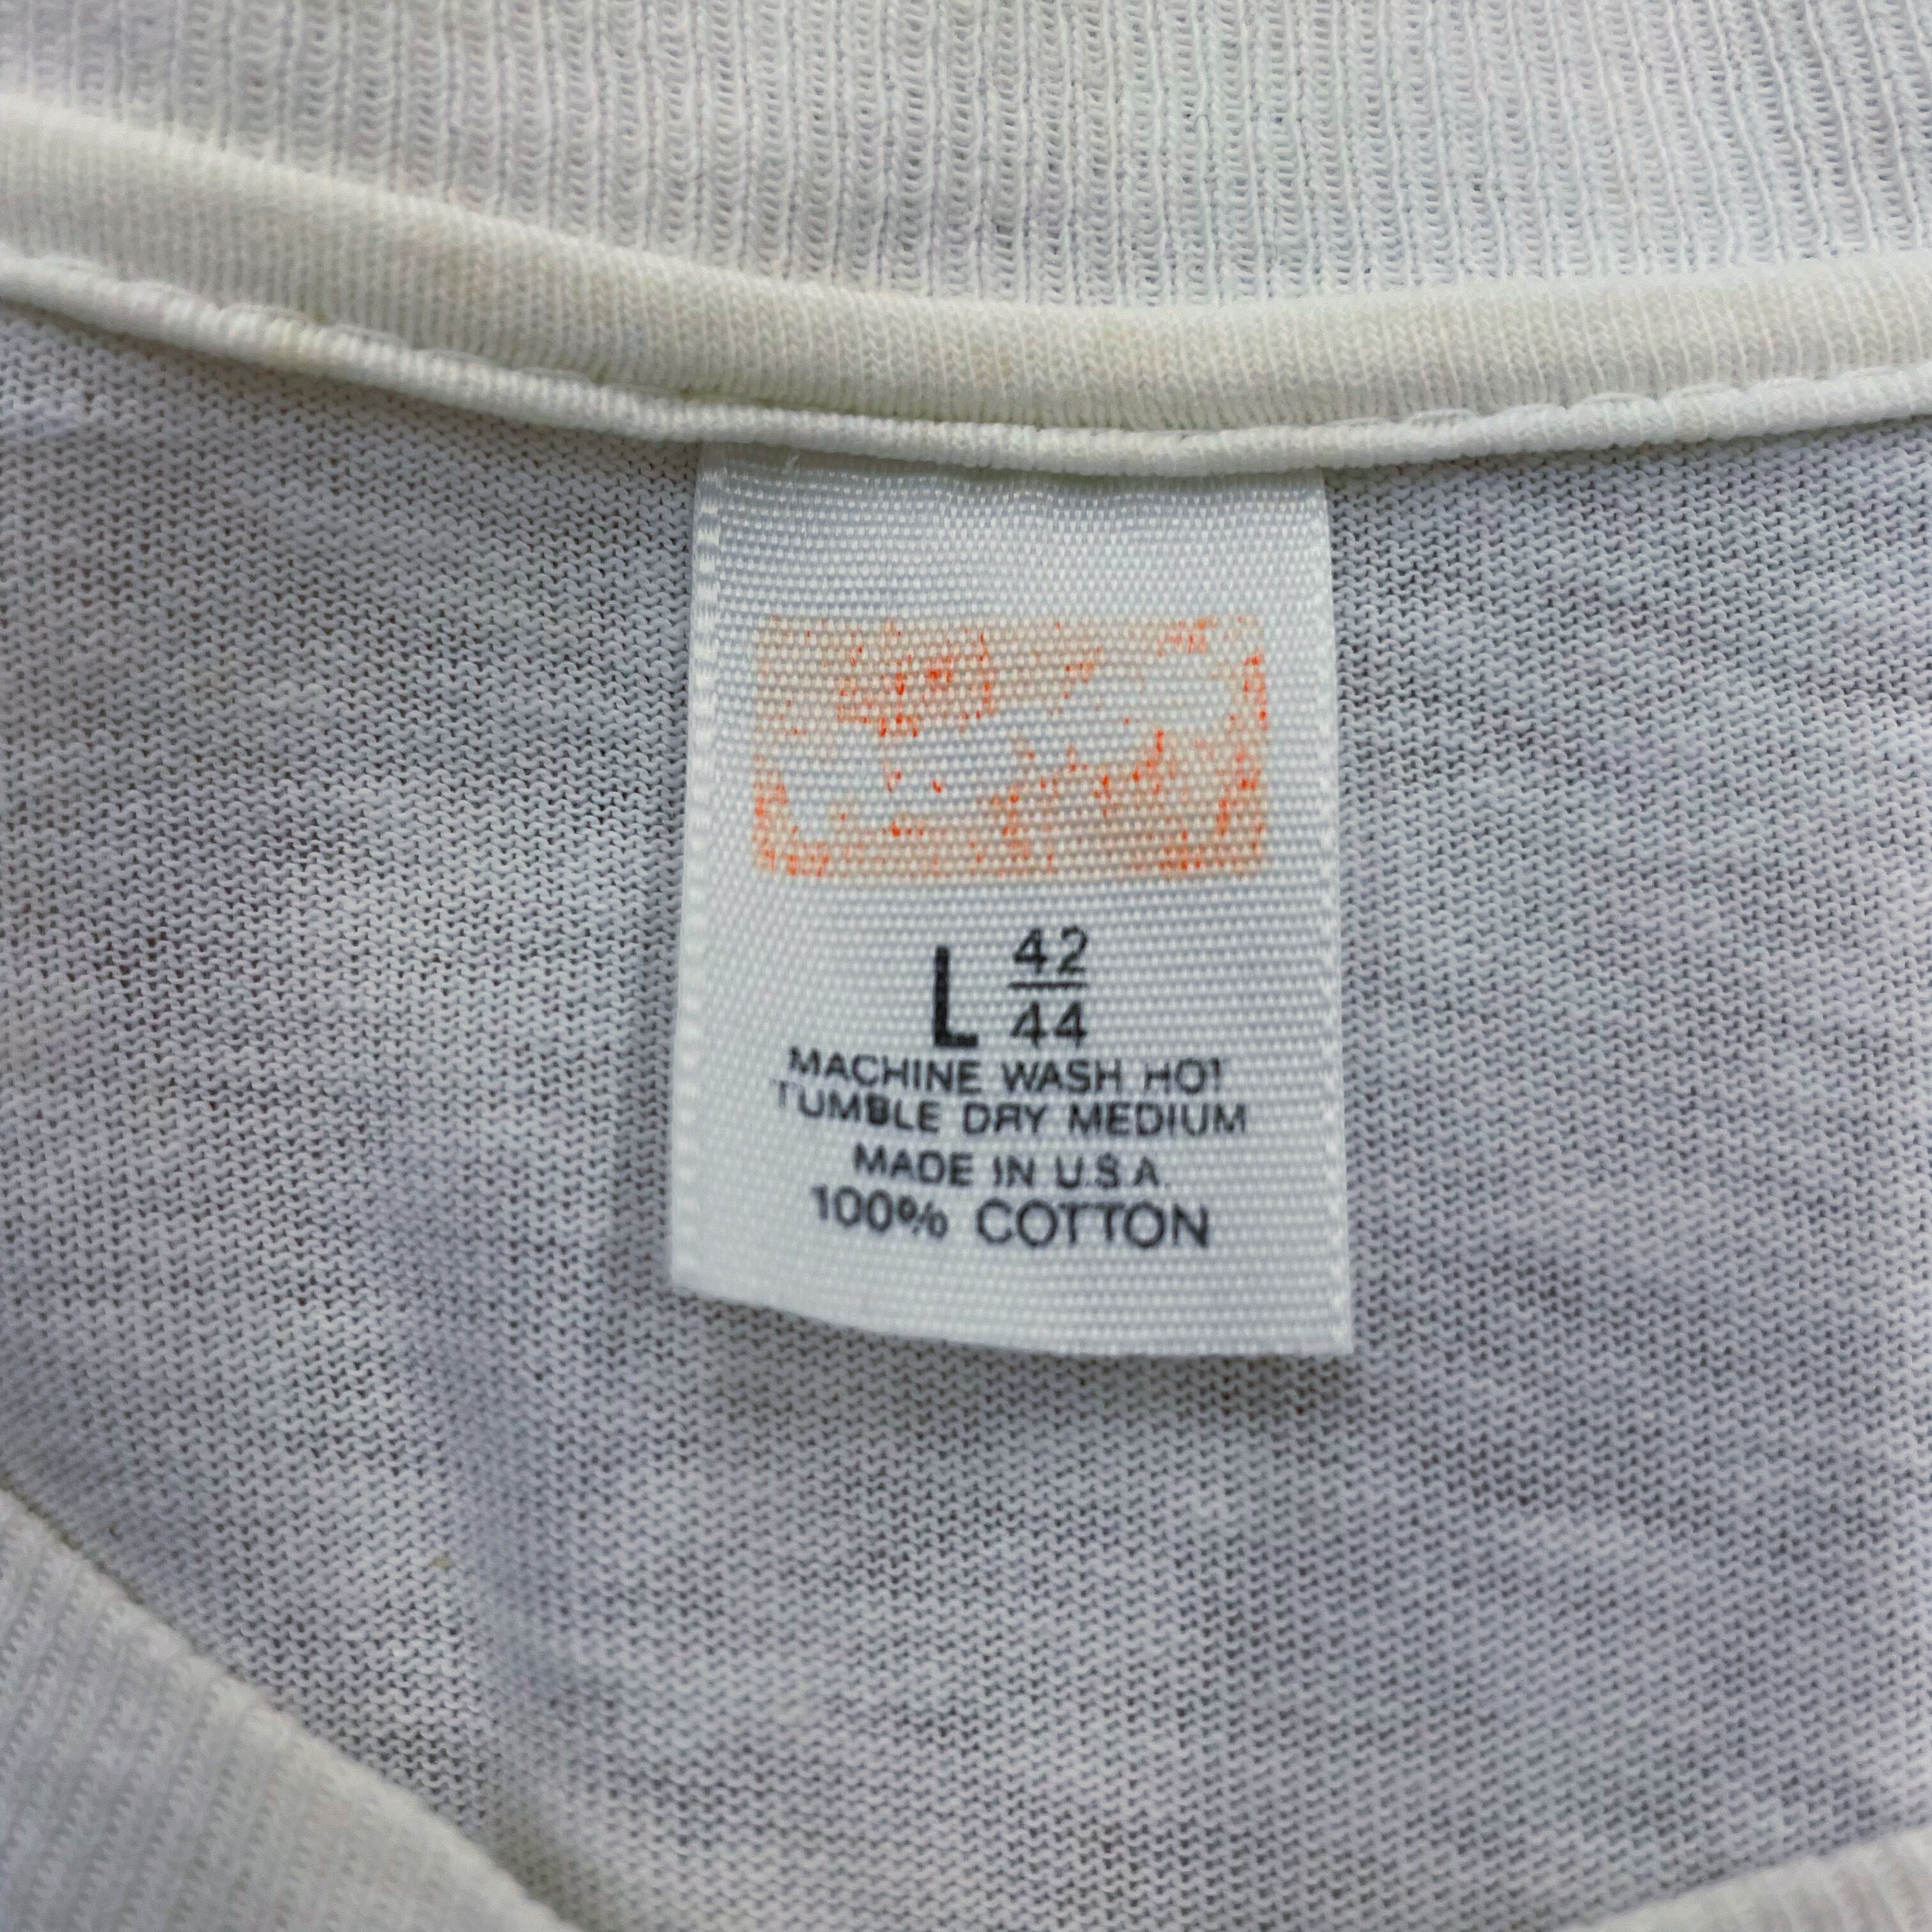 L 42/44
MACHINE WASH HOT
TUMBLE DRY MEDIUM
MADE IN U.S.A.
100% COTTON